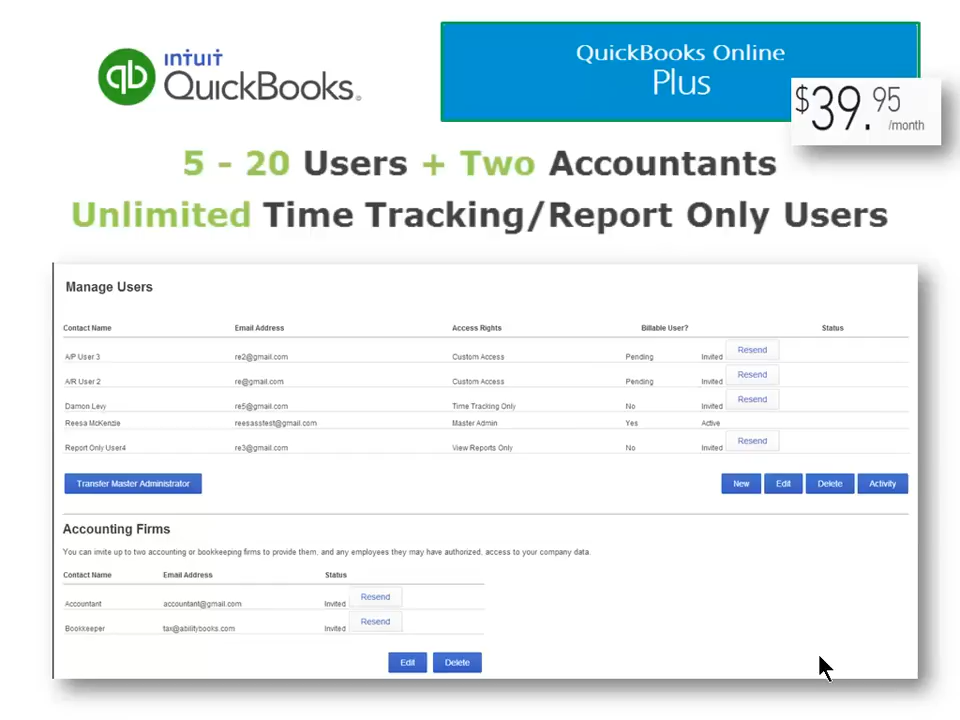 intuit
qb QuickBooks.
QuickBooks Online
Plus
$39.95 /month
5 - 20 Users + Two Accountants
Unlimited Time Tracking/Report Only Users
Manage Users
Contact Name Email Address Access Rights Billable User? Status
A/P User 3 re2@gmail.com Custom Access Pending Invited Resend
A/R User 2 re@gmail.com Custom Access Pending Invited Resend
Damon Levy re5@gmail.com Time Tracking Only No Invited Resend
Reesa McKenzie reesasstest@gmail.com Master Admin Yes Active
Report Only User4 re3@gmail.com View Reports Only No Invited Resend
Transfer Master Administrator New Edit Delete Activity
Accounting Firms
You can invite up to two accounting or bookkeeping firms to provide them, and any employees they may have authorized, access to your company data.
Contact Name Email Address Status
Accountant accountant@gmail.com Invited Resend
Bookkeeper tax@abilitybooks.com Invited Resend
Edit Delete